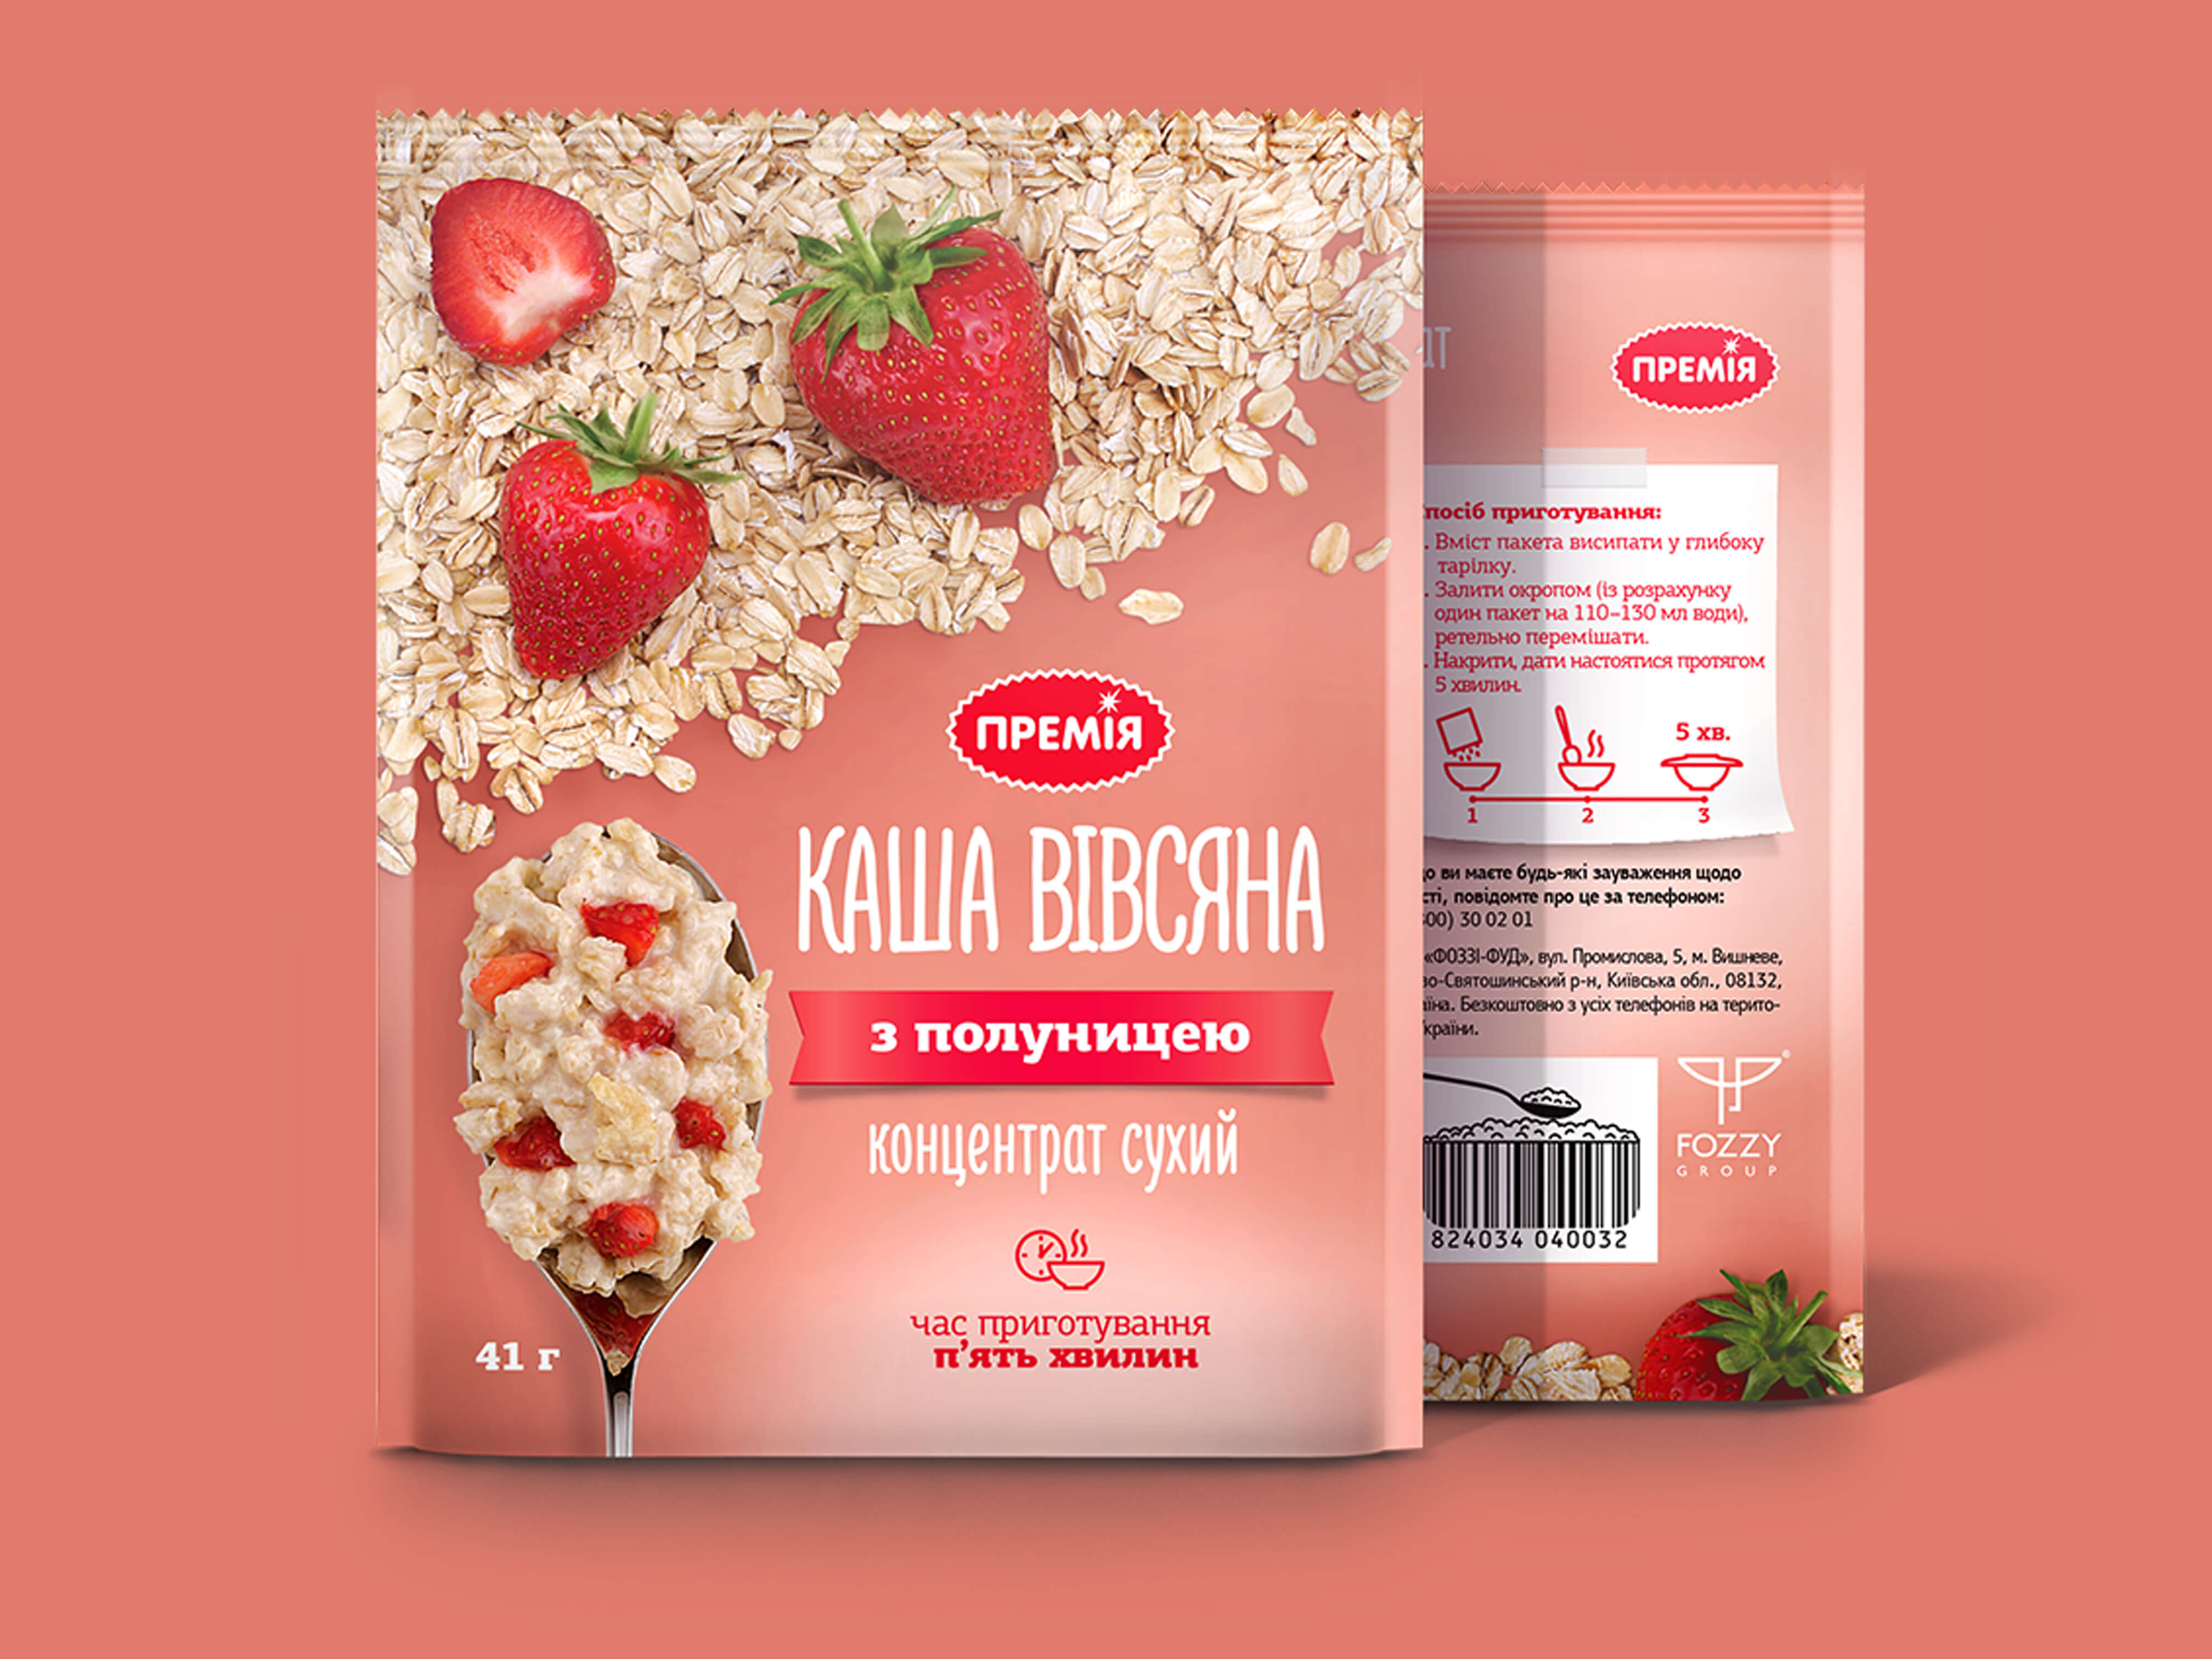 ПРЕМІЯ
КАША ВІВСЯНА
з полуницею
концентрат сухий
час приготування
п'ять хвилин
41 г
ПРЕМІЯ
приготування:
Вміст пакета висипати у глибоку
тарілку.
Залити окропом (із розрахунку
один пакет на 110–130 мл води),
ретельно перемішати.
Накрити, дати настоятися протягом
5 хвилин.
5 хв.
1 2 3
ви маєте будь-які зауваження щодо
повідомте про це за телефоном:
30 02 01
«ФОЗЗІ-ФУД», вул. Промислова, 5, м. Вишневе,
-Святошинський р-н, Київська обл., 08132,
Безкоштовно з усіх телефонів на терито-
824034 040032
FOZZY
GROUP
®